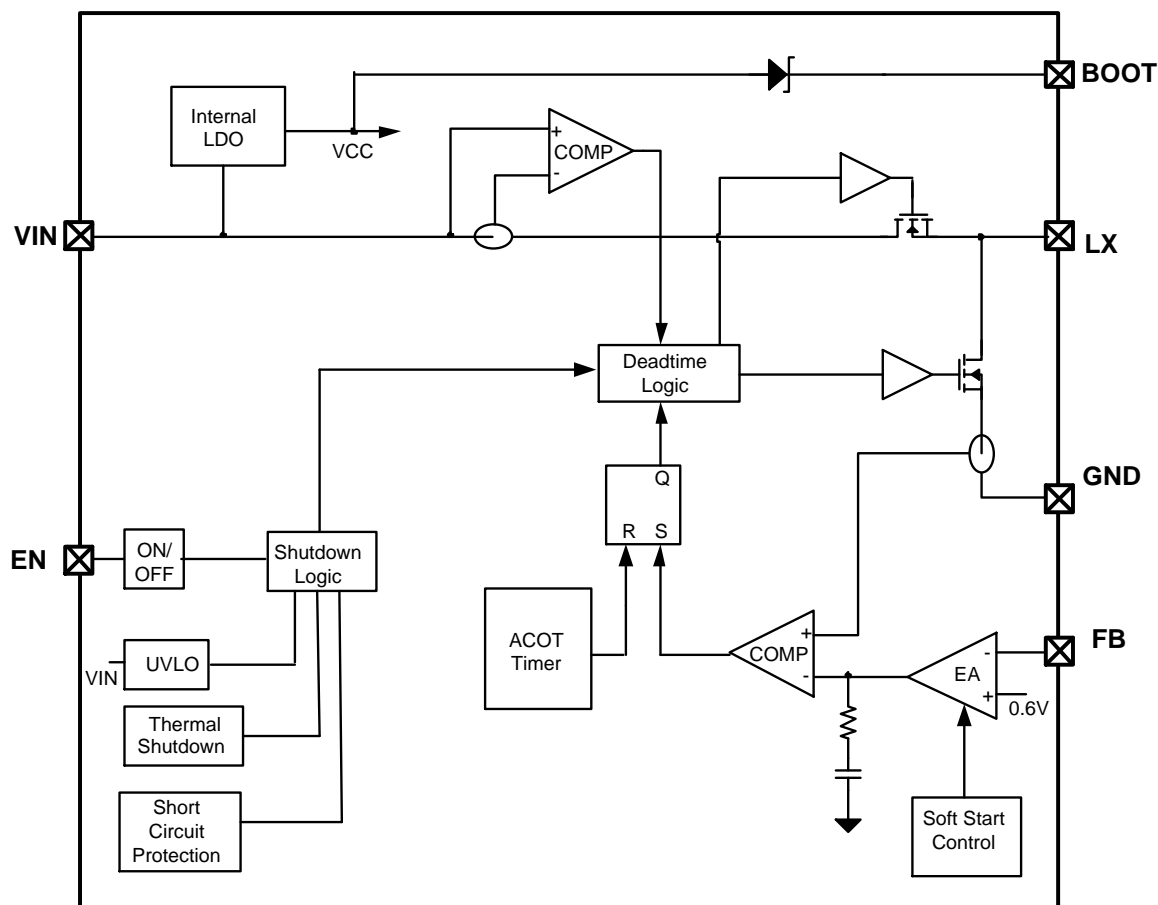 BOOT
Internal
LDO
VCC
+
COMP
-
VIN
LX
Deadtime
Logic
GND
Q
R S
EN
ON/
OFF
Shutdown
Logic
ACOT
Timer
+
COMP
-
FB
-
EA
+
0.6V
UVLO
VIN
Thermal
Shutdown
Short
Circuit
Protection
Soft Start
Control